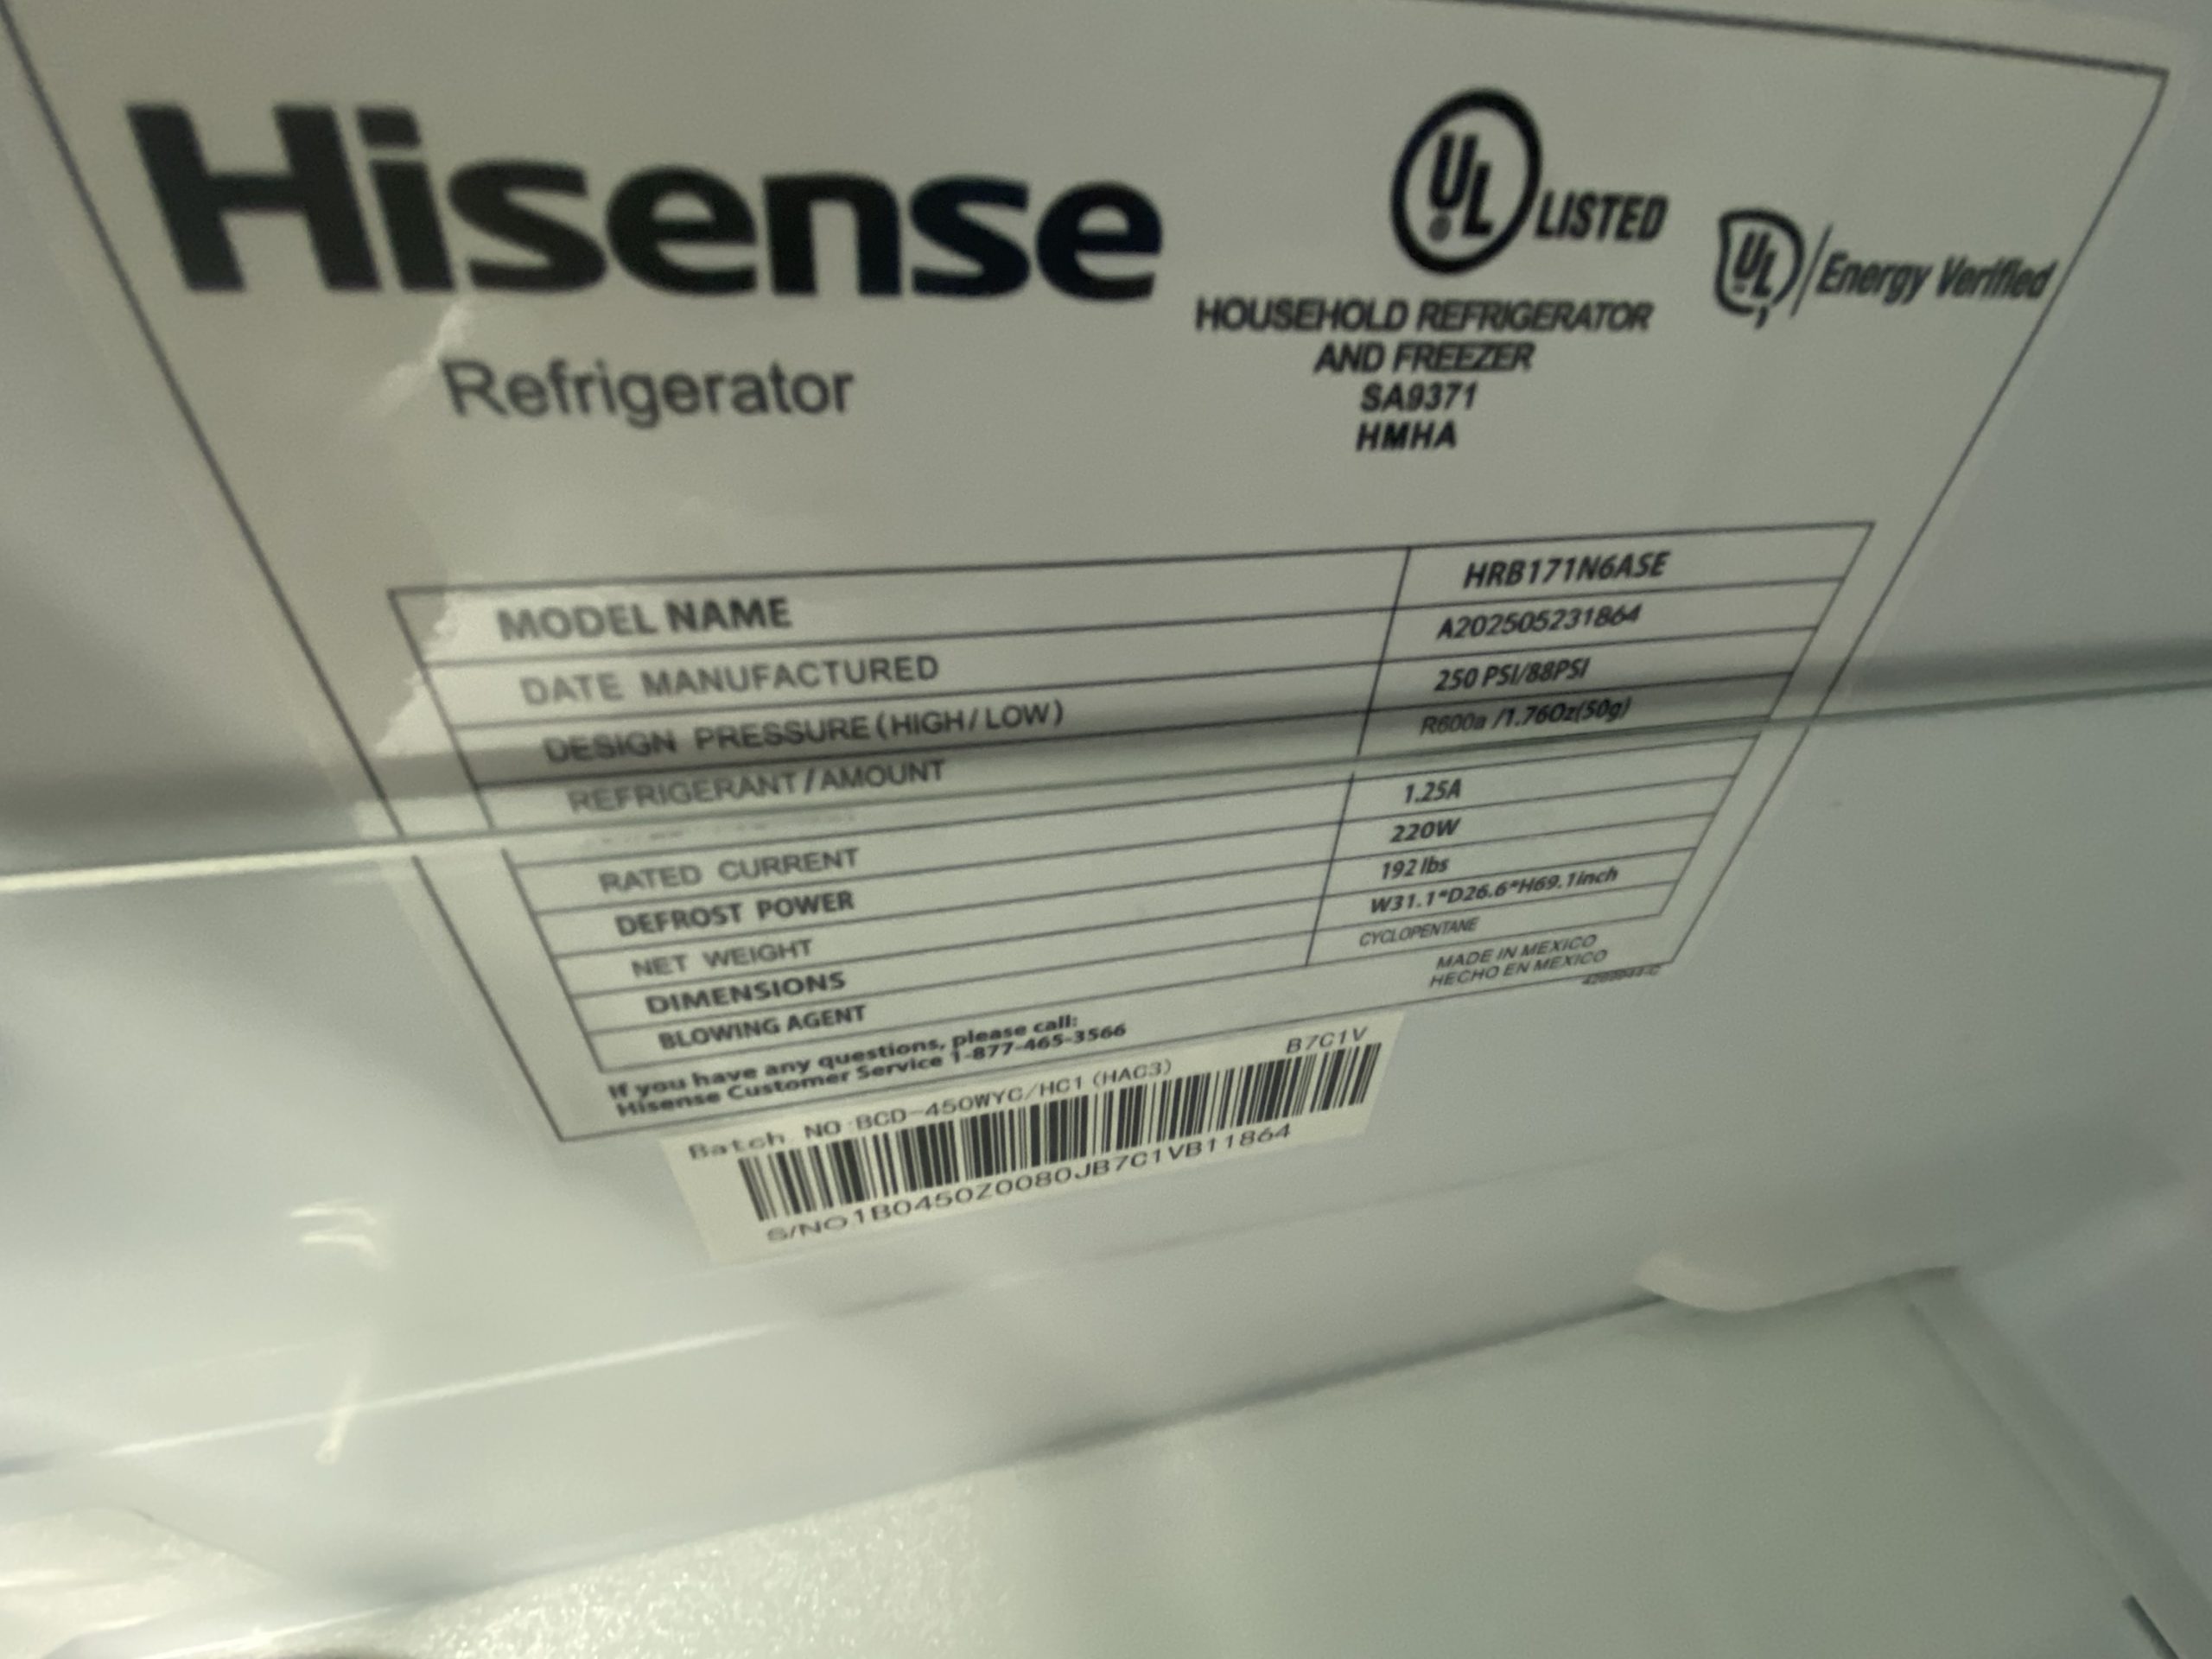 Hisense
Refrigerator
UL LISTED
HOUSEHOLD REFRIGERATOR
AND FREEZER
SA9371
HMHA
UL / Energy Verified
MODEL NAME HRB171N6ASE
DATE MANUFACTURED A202505231864
DESIGN PRESSURE (HIGH/LOW) 250 PSI/88PSI
REFRIGERANT/AMOUNT R600a /1.76Oz(50g)
RATED CURRENT 1.25A
DEFROST POWER 220W
NET WEIGHT 192 lbs
DIMENSIONS W31.1*D26.6*H69.1inch
BLOWING AGENT CYCLOPENTANE
If you have any questions, please call:
Hisense Customer Service 1-877-465-3566
MADE IN MEXICO
HECHO EN MEXICO
Batch NO:BCD-450WYC/HC1 (HAC3) B7C1V
S/NO1B0450Z0080JB7C1VB11864